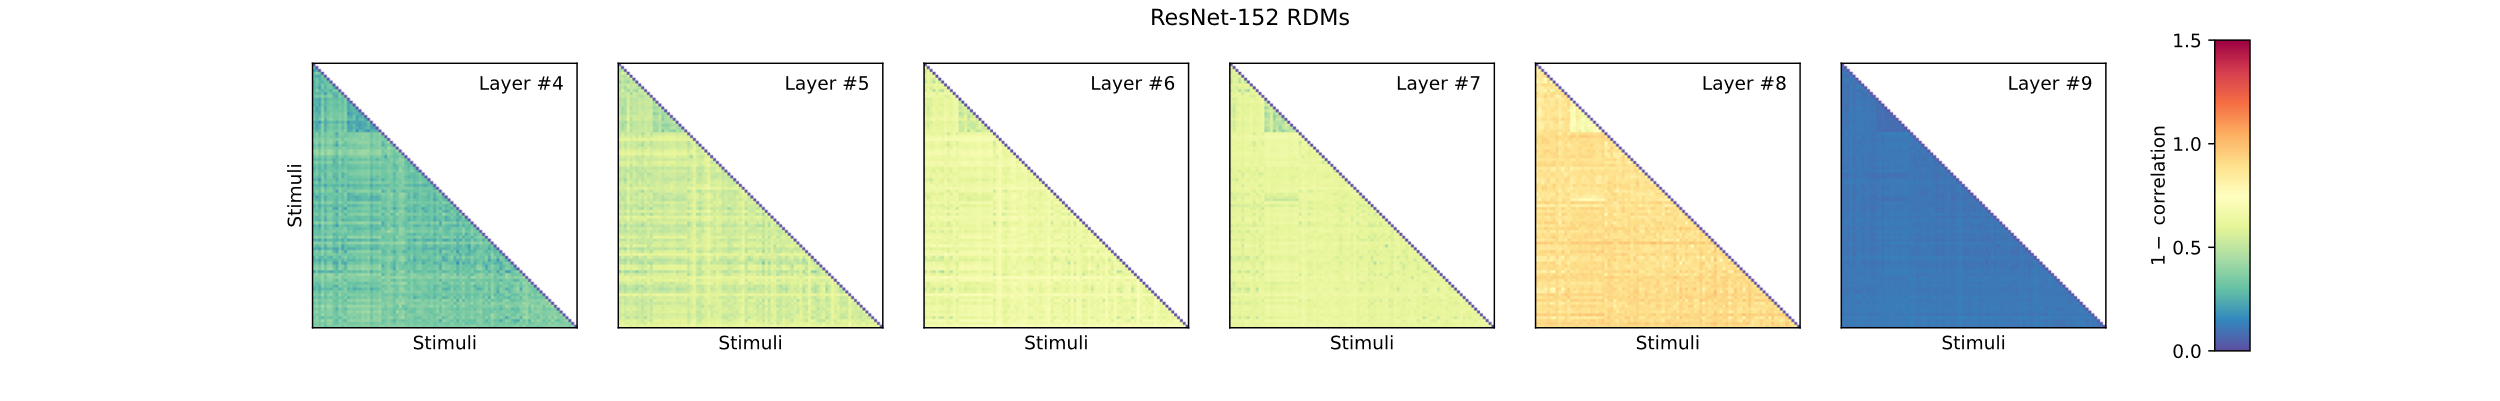 ResNet-152 RDMs
Layer #4
Layer #5
Layer #6
Layer #7
Layer #8
Layer #9
Stimuli
Stimuli
Stimuli
Stimuli
Stimuli
Stimuli
Stimuli
1.5
1.0
0.5
0.0
1 − correlation